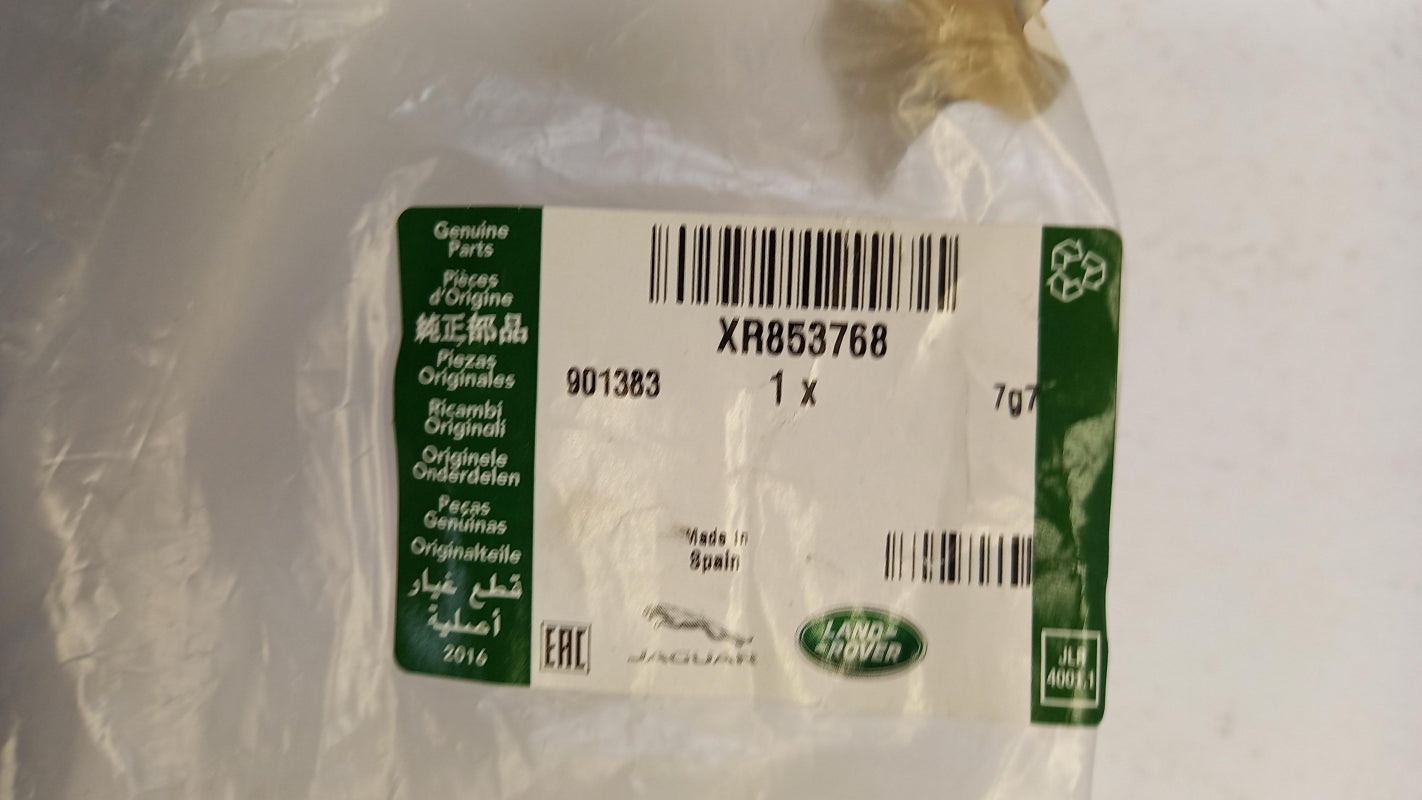 Genuine
Parts
Pièces
d'Origine
純正部品
Piezas
Originales
Ricambi
Originali
Originele
Onderdelen
Peças
Genuinas
Originalteile
قطع غيار
أصلية
2016
XR853768
901383
1 x
7g7
Made in
Spain
EAC
JAGUAR
LAND
ROVER
JLR
4001.1